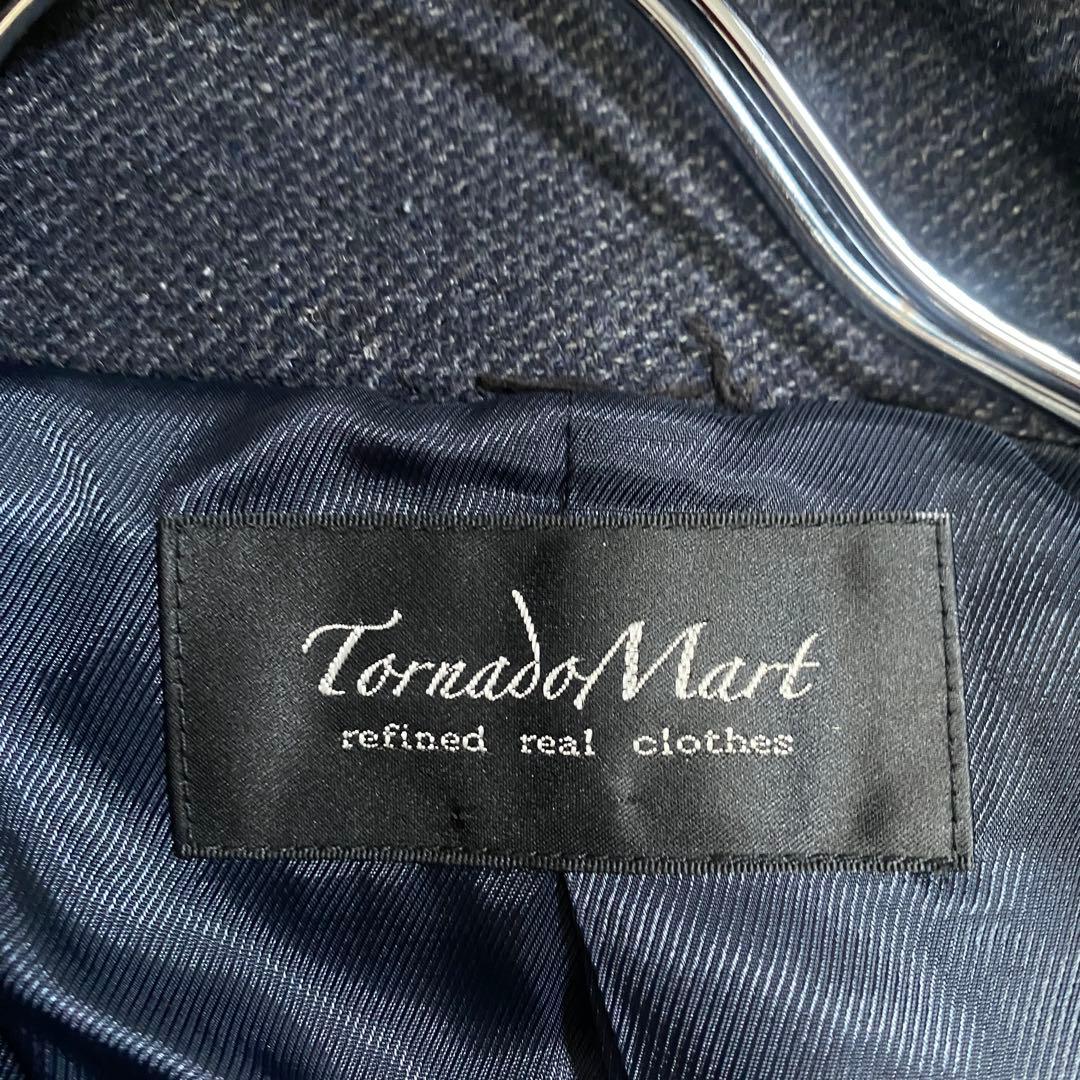 TornadoMart
refined real clothes